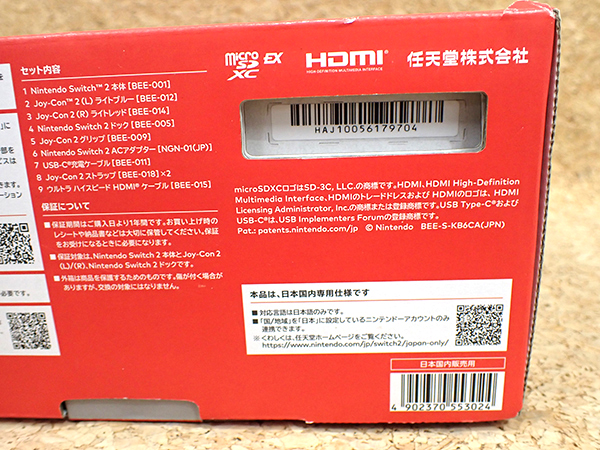 セット内容
1 Nintendo Switch™ 2 本体 [BEE-001]
2 Joy-Con™ 2 (L) ライトブルー [BEE-012]
3 Joy-Con 2 (R) ライトレッド [BEE-014]
4 Nintendo Switch 2 ドック [BEE-005]
5 Joy-Con 2 グリップ [BEE-009]
6 Nintendo Switch 2 ACアダプター [NGN-01(JP)]
7 USB-C®充電ケーブル [BEE-011]
8 Joy-Con 2 ストラップ [BEE-018]×2
9 ウルトラ ハイスピード HDMI® ケーブル [BEE-015]
保証について
■保証期間はご購入日より1年間です。お買い上げ時の
レシートや納品書などは大切に保管してください。保証
をお受けになるときに必要になります。
■保証対象は、Nintendo Switch 2 本体とJoy-Con 2
(L)/(R)、Nintendo Switch 2 ドックです。
■外箱は商品を保護するためのものです。傷が付く場合が
ありますが、交換の対象にはなりません。
micro SD XC EX
HDMI®
HIGH-DEFINITION MULTIMEDIA INTERFACE
任天堂株式会社
HAJ10056179704
microSDXCロゴはSD-3C, LLC.の商標です。HDMI、HDMI High-Definition
Multimedia Interface、HDMIのトレードドレスおよび HDMIのロゴは、HDMI
Licensing Administrator, Inc.の商標または登録商標です。USB Type-C®および
USB-C®は、USB Implementers Forumの登録商標です。
Pat.: patents.nintendo.com/jp © Nintendo BEE-S-KB6CA(JPN)
本品は、日本国内専用仕様です
■対応言語は日本語のみです。
■「国/地域」を「日本」に設定しているニンテンドーアカウントのみ
連携できます。
※くわしくは、任天堂ホームページをご覧ください。
https://www.nintendo.com/jp/switch2/japan-only/
日本国内販売用
4 902370 553024